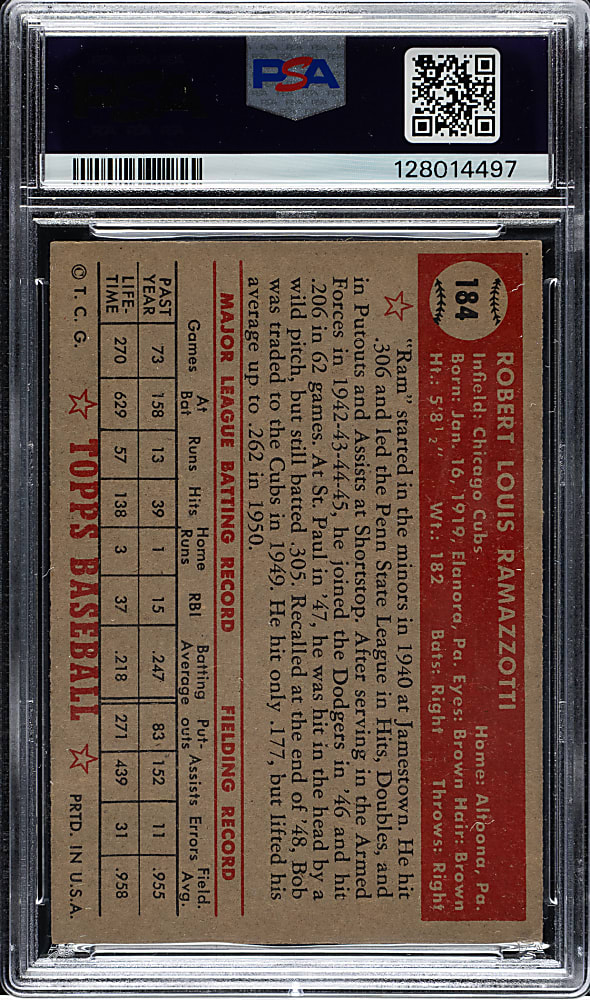 PSA
128014497
184
ROBERT LOUIS RAMAZZOTTI
Infield: Chicago Cubs Home: Altoona, Pa.
Born: Jan. 16, 1919, Elanora, Pa. Eyes: Brown Hair: Brown
Ht.: 5'8½" Wt.: 182 Bats: Right Throws: Right
"Ram" started in the minors in 1940 at Jamestown. He hit
.306 and led the Penn State League in Hits, Doubles, and
in Putouts and Assists at Shortstop. After serving in the Armed
Forces in 1942-43-44-45, he joined the Dodgers in '46 and hit
.206 in 62 games. At St. Paul in '47, he was hit in the head by a
wild pitch, but still batted .305. Recalled at the end of '48, Bob
was traded to the Cubs in 1949. He hit only .177, but lifted his
average up to .262 in 1950.
MAJOR LEAGUE BATTING RECORD FIELDING RECORD
Games At Bat Runs Hits Home Runs RBI Batting Average Put-outs Assists Errors Field. Avg.
PAST YEAR 73 158 13 39 1 15 .247 83 152 11 .955
LIFE-TIME 270 629 57 138 3 37 .218 271 439 31 .958
© T. C. G. TOPPS BASEBALL PRTD. IN U.S.A.